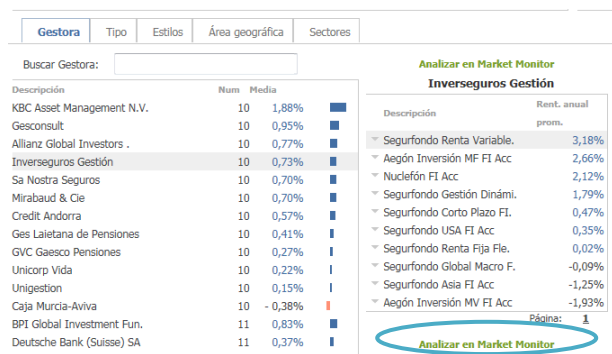 Gestora Tipo Estilos Área geográfica Sectores
Buscar Gestora:
Descripción Num Media
KBC Asset Management N.V. 10 1,88%
Gesconsult 10 0,95%
Allianz Global Investors . 10 0,77%
Inverseguros Gestión 10 0,73%
Sa Nostra Seguros 10 0,70%
Mirabaud & Cie 10 0,70%
Credit Andorra 10 0,57%
Ges Laietana de Pensiones 10 0,41%
GVC Gaesco Pensiones 10 0,27%
Unicorp Vida 10 0,22%
Unigestion 10 0,15%
Caja Murcia-Aviva 10 - 0,38%
BPI Global Investment Fun. 11 0,83%
Deutsche Bank (Suisse) SA 11 0,37%
Analizar en Market Monitor
Inverseguros Gestión
Descripción Rent. anual
prom.
Segurfondo Renta Variable. 3,18%
Aegón Inversión MF FI Acc 2,66%
Nuclefón FI Acc 2,12%
Segurfondo Gestión Dinámi. 1,79%
Segurfondo Corto Plazo FI. 0,47%
Segurfondo USA FI Acc 0,35%
Segurfondo Renta Fija Fle. 0,02%
Segurfondo Global Macro F. -0,09%
Segurfondo Asia FI Acc -1,25%
Aegón Inversión MV FI Acc -1,93%
Página: 1
Analizar en Market Monitor